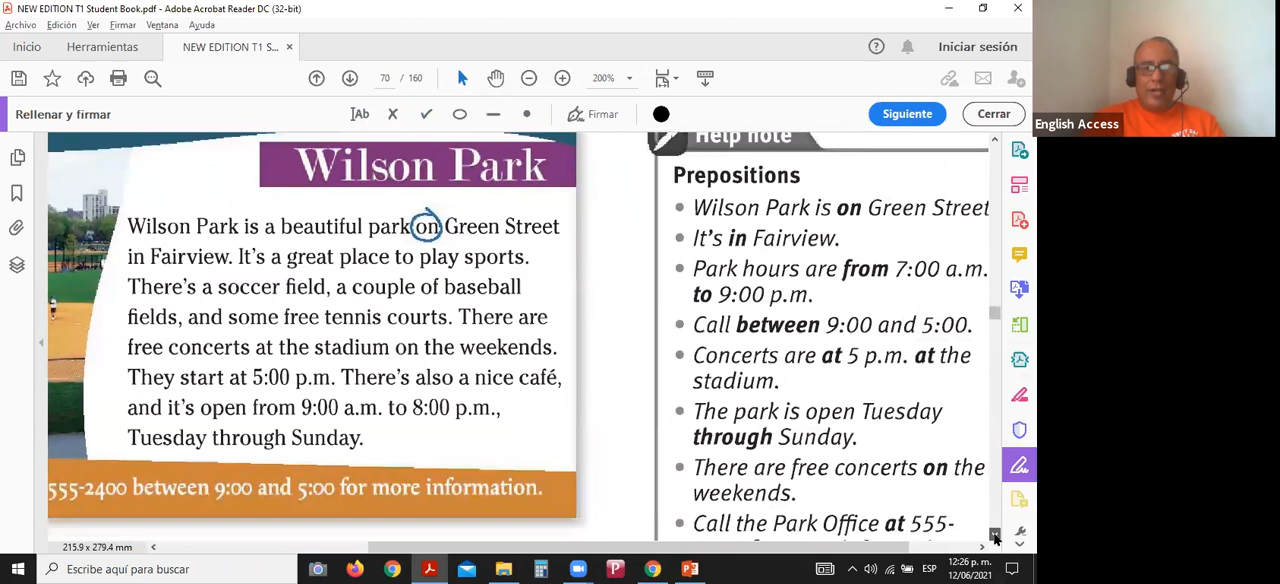 NEW EDITION T1 Student Book.pdf - Adobe Acrobat Reader DC (32-bit)
Archivo Edición Ver Firmar Ventana Ayuda
Inicio Herramientas NEW EDITION T1 S... × Iniciar sesión
70 / 160 200%
Rellenar y firmar IAb Firmar Siguiente Cerrar
English Access
Wilson Park
Wilson Park is a beautiful park on Green Street
in Fairview. It's a great place to play sports.
There's a soccer field, a couple of baseball
fields, and some free tennis courts. There are
free concerts at the stadium on the weekends.
They start at 5:00 p.m. There's also a nice café,
and it's open from 9:00 a.m. to 8:00 p.m.,
Tuesday through Sunday.
555-2400 between 9:00 and 5:00 for more information.
Help note
Prepositions
• Wilson Park is on Green Street
• It's in Fairview.
• Park hours are from 7:00 a.m.
to 9:00 p.m.
• Call between 9:00 and 5:00.
• Concerts are at 5 p.m. at the
stadium.
• The park is open Tuesday
through Sunday.
• There are free concerts on the
weekends.
• Call the Park Office at 555-
215.9 x 279.4 mm
Escribe aquí para buscar
ESP
12:26 p. m.
12/06/2021